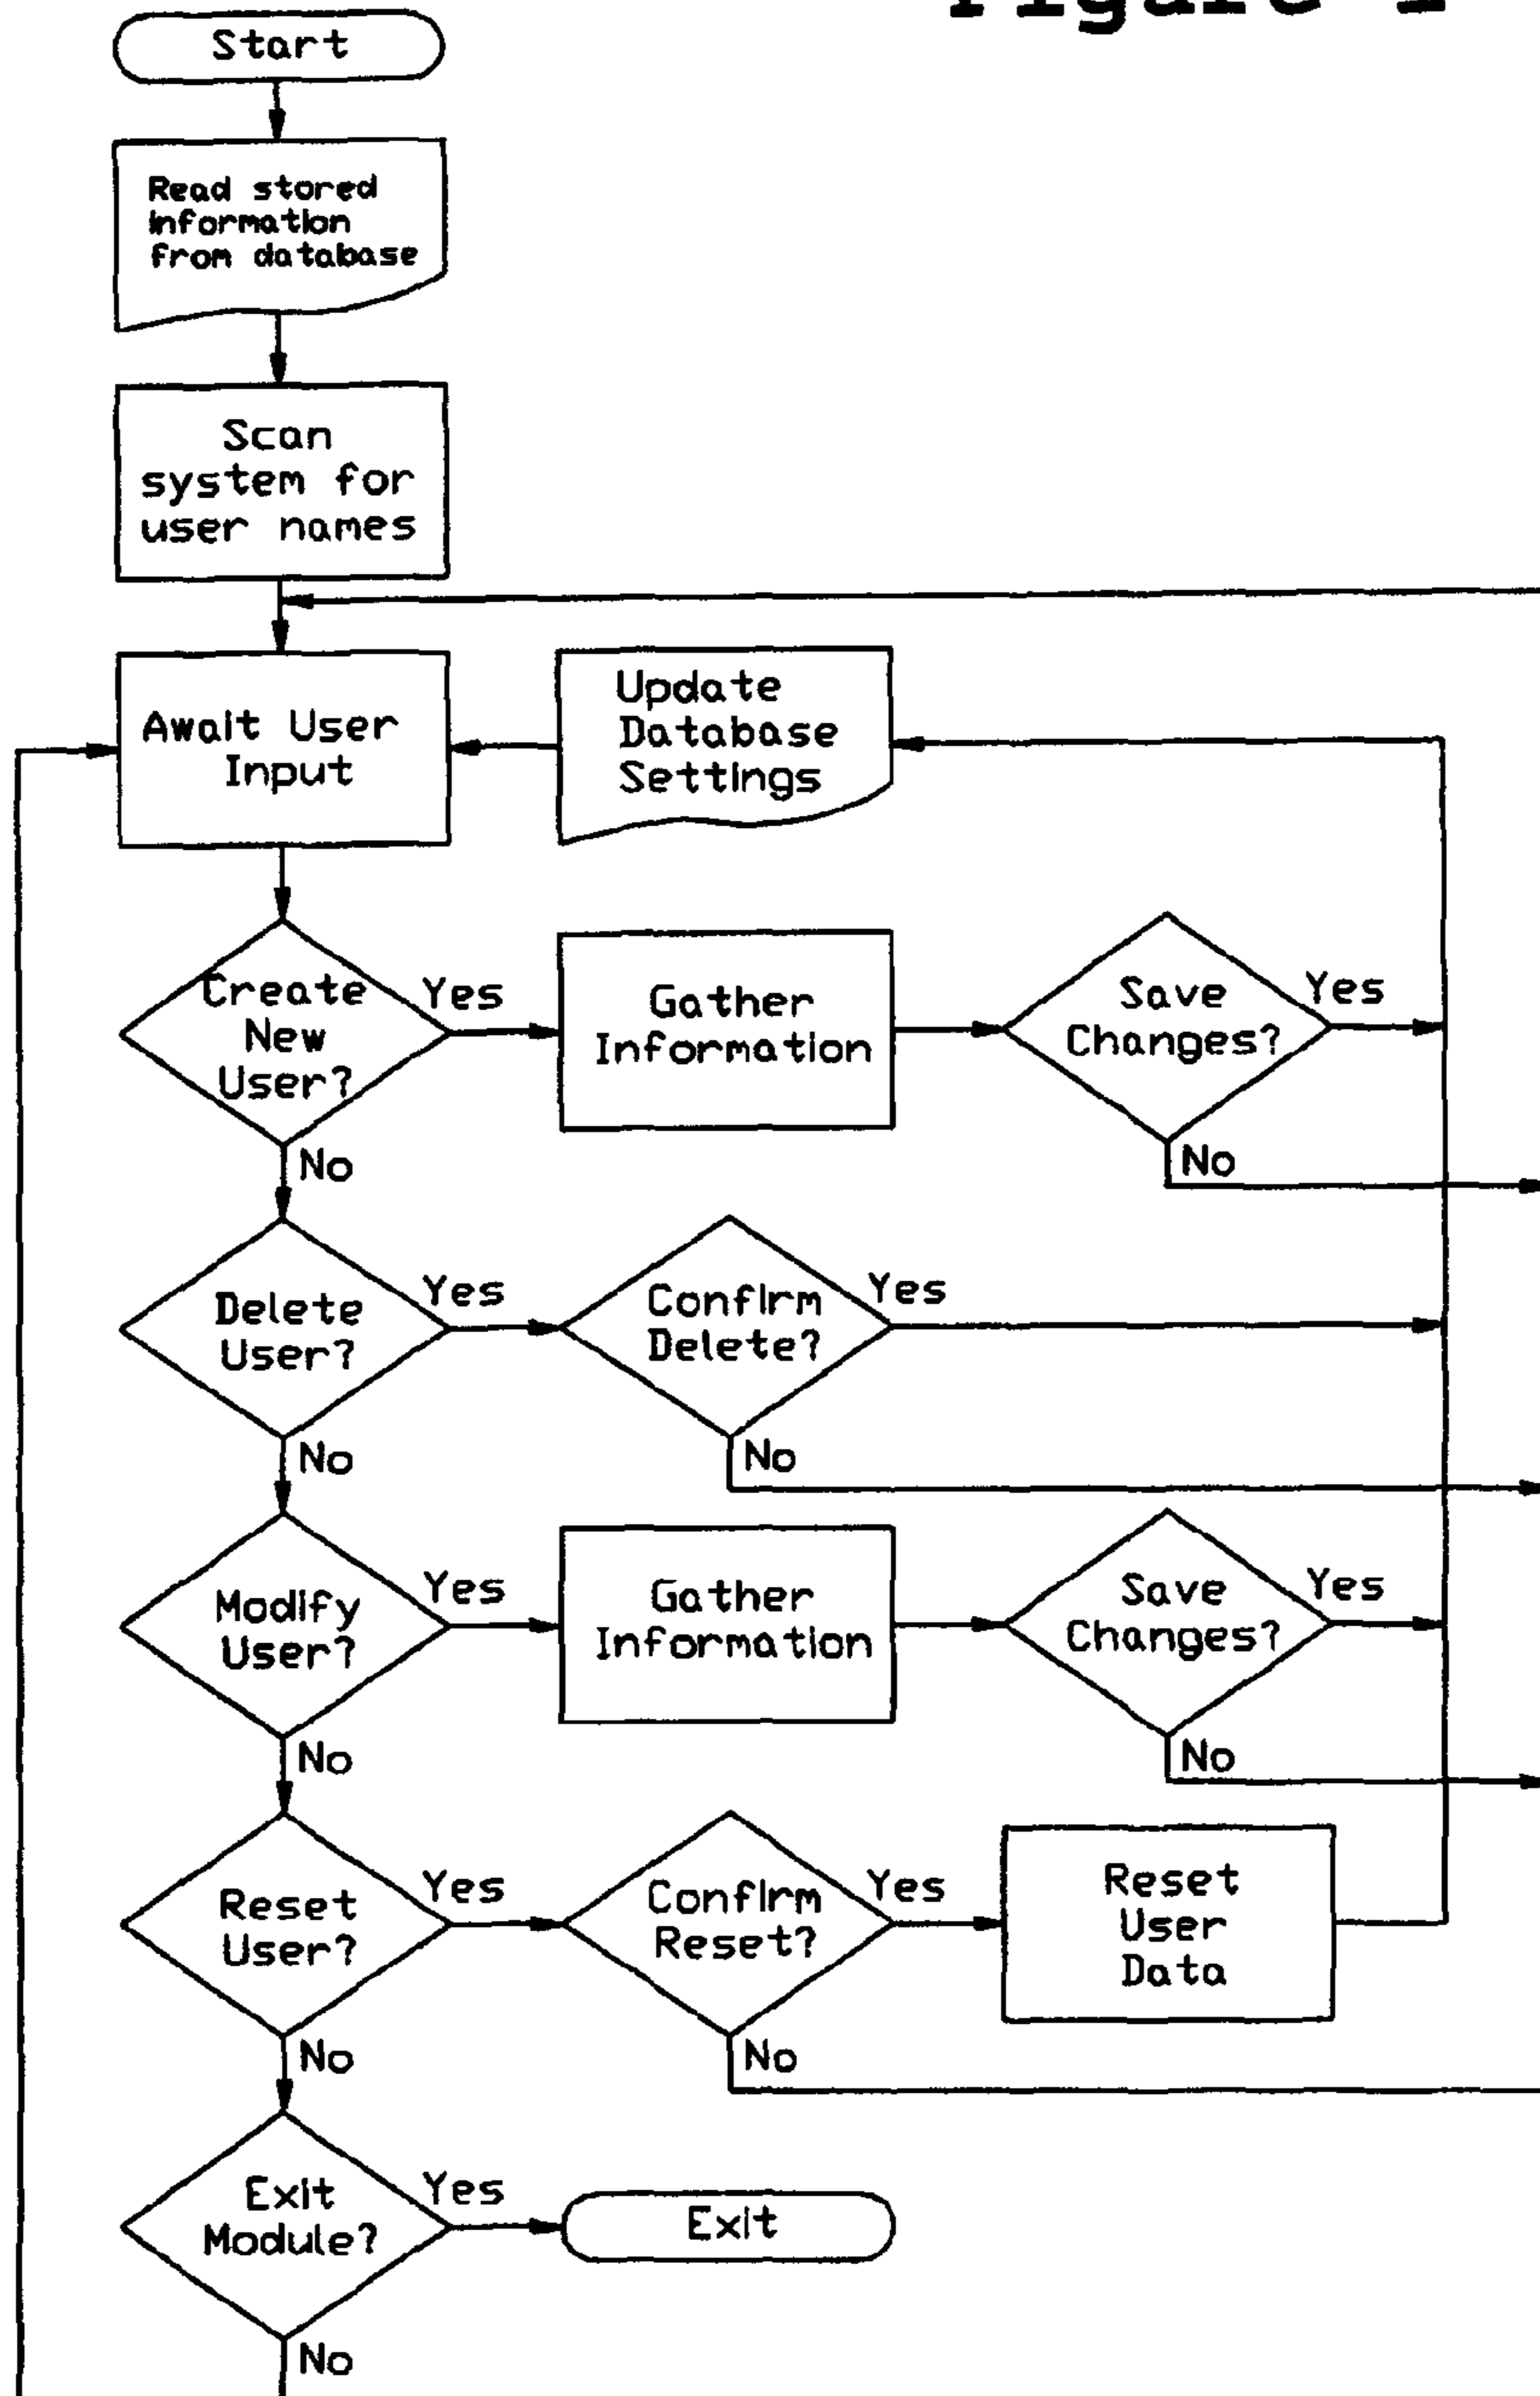 Start
Read stored
information
from database
Scan
system for
user names
Await User
Input
Update
Database
Settings
Create
New
User?
Yes
Gather
Information
Save
Changes?
Yes
No
No
Delete
User?
Yes
Confirm
Delete?
Yes
No
No
Modify
User?
Yes
Gather
Information
Save
Changes?
Yes
No
No
Reset
User?
Yes
Confirm
Reset?
Yes
Reset
User
Data
No
No
Exit
Module?
Yes
Exit
No